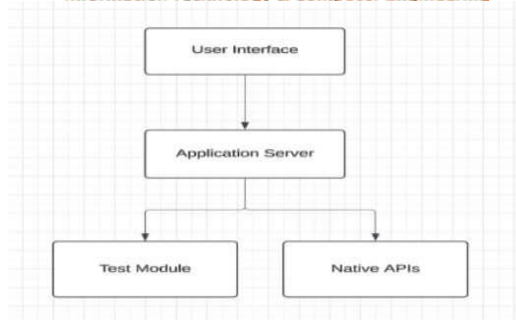 User Interface
Application Server
Test Module
Native APIs